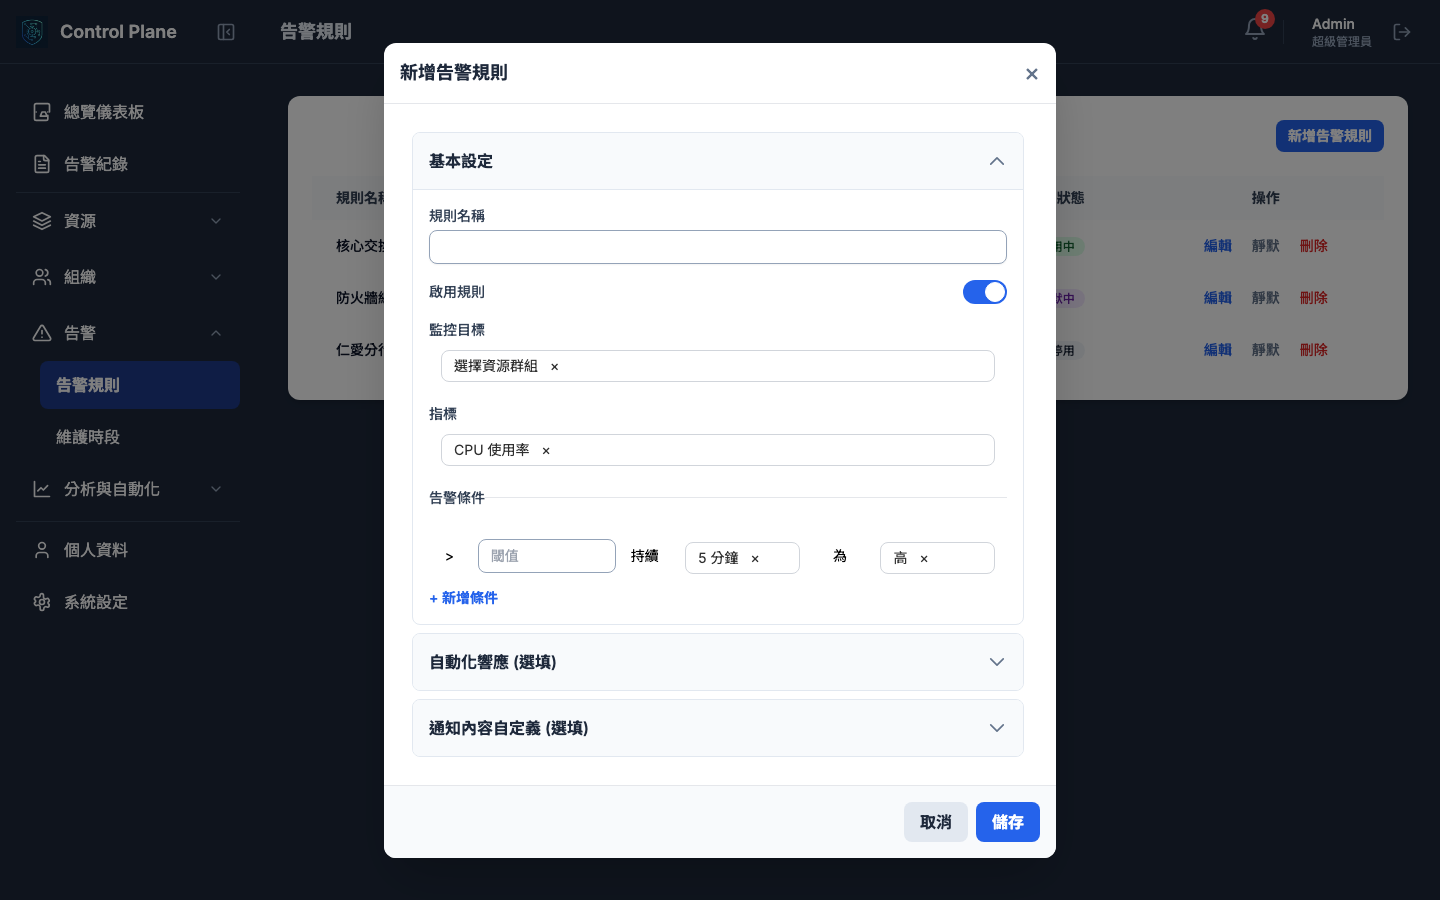 Control Plane
告警規則
9
Admin
超級管理員
總覽儀表板
告警紀錄
資源
組織
告警
告警規則
維護時段
分析與自動化
個人資料
系統設定
新增告警規則
規則名
狀態
操作
核心交
用中
編輯 靜默 刪除
防火牆
默中
編輯 靜默 刪除
仁愛分
停用
編輯 靜默 刪除
新增告警規則
×
基本設定
規則名稱
啟用規則
監控目標
選擇資源群組 ×
指標
CPU 使用率 ×
告警條件
> 閾值 持續 5 分鐘 × 為 高 ×
+ 新增條件
自動化響應 (選填)
通知內容自定義 (選填)
取消
儲存